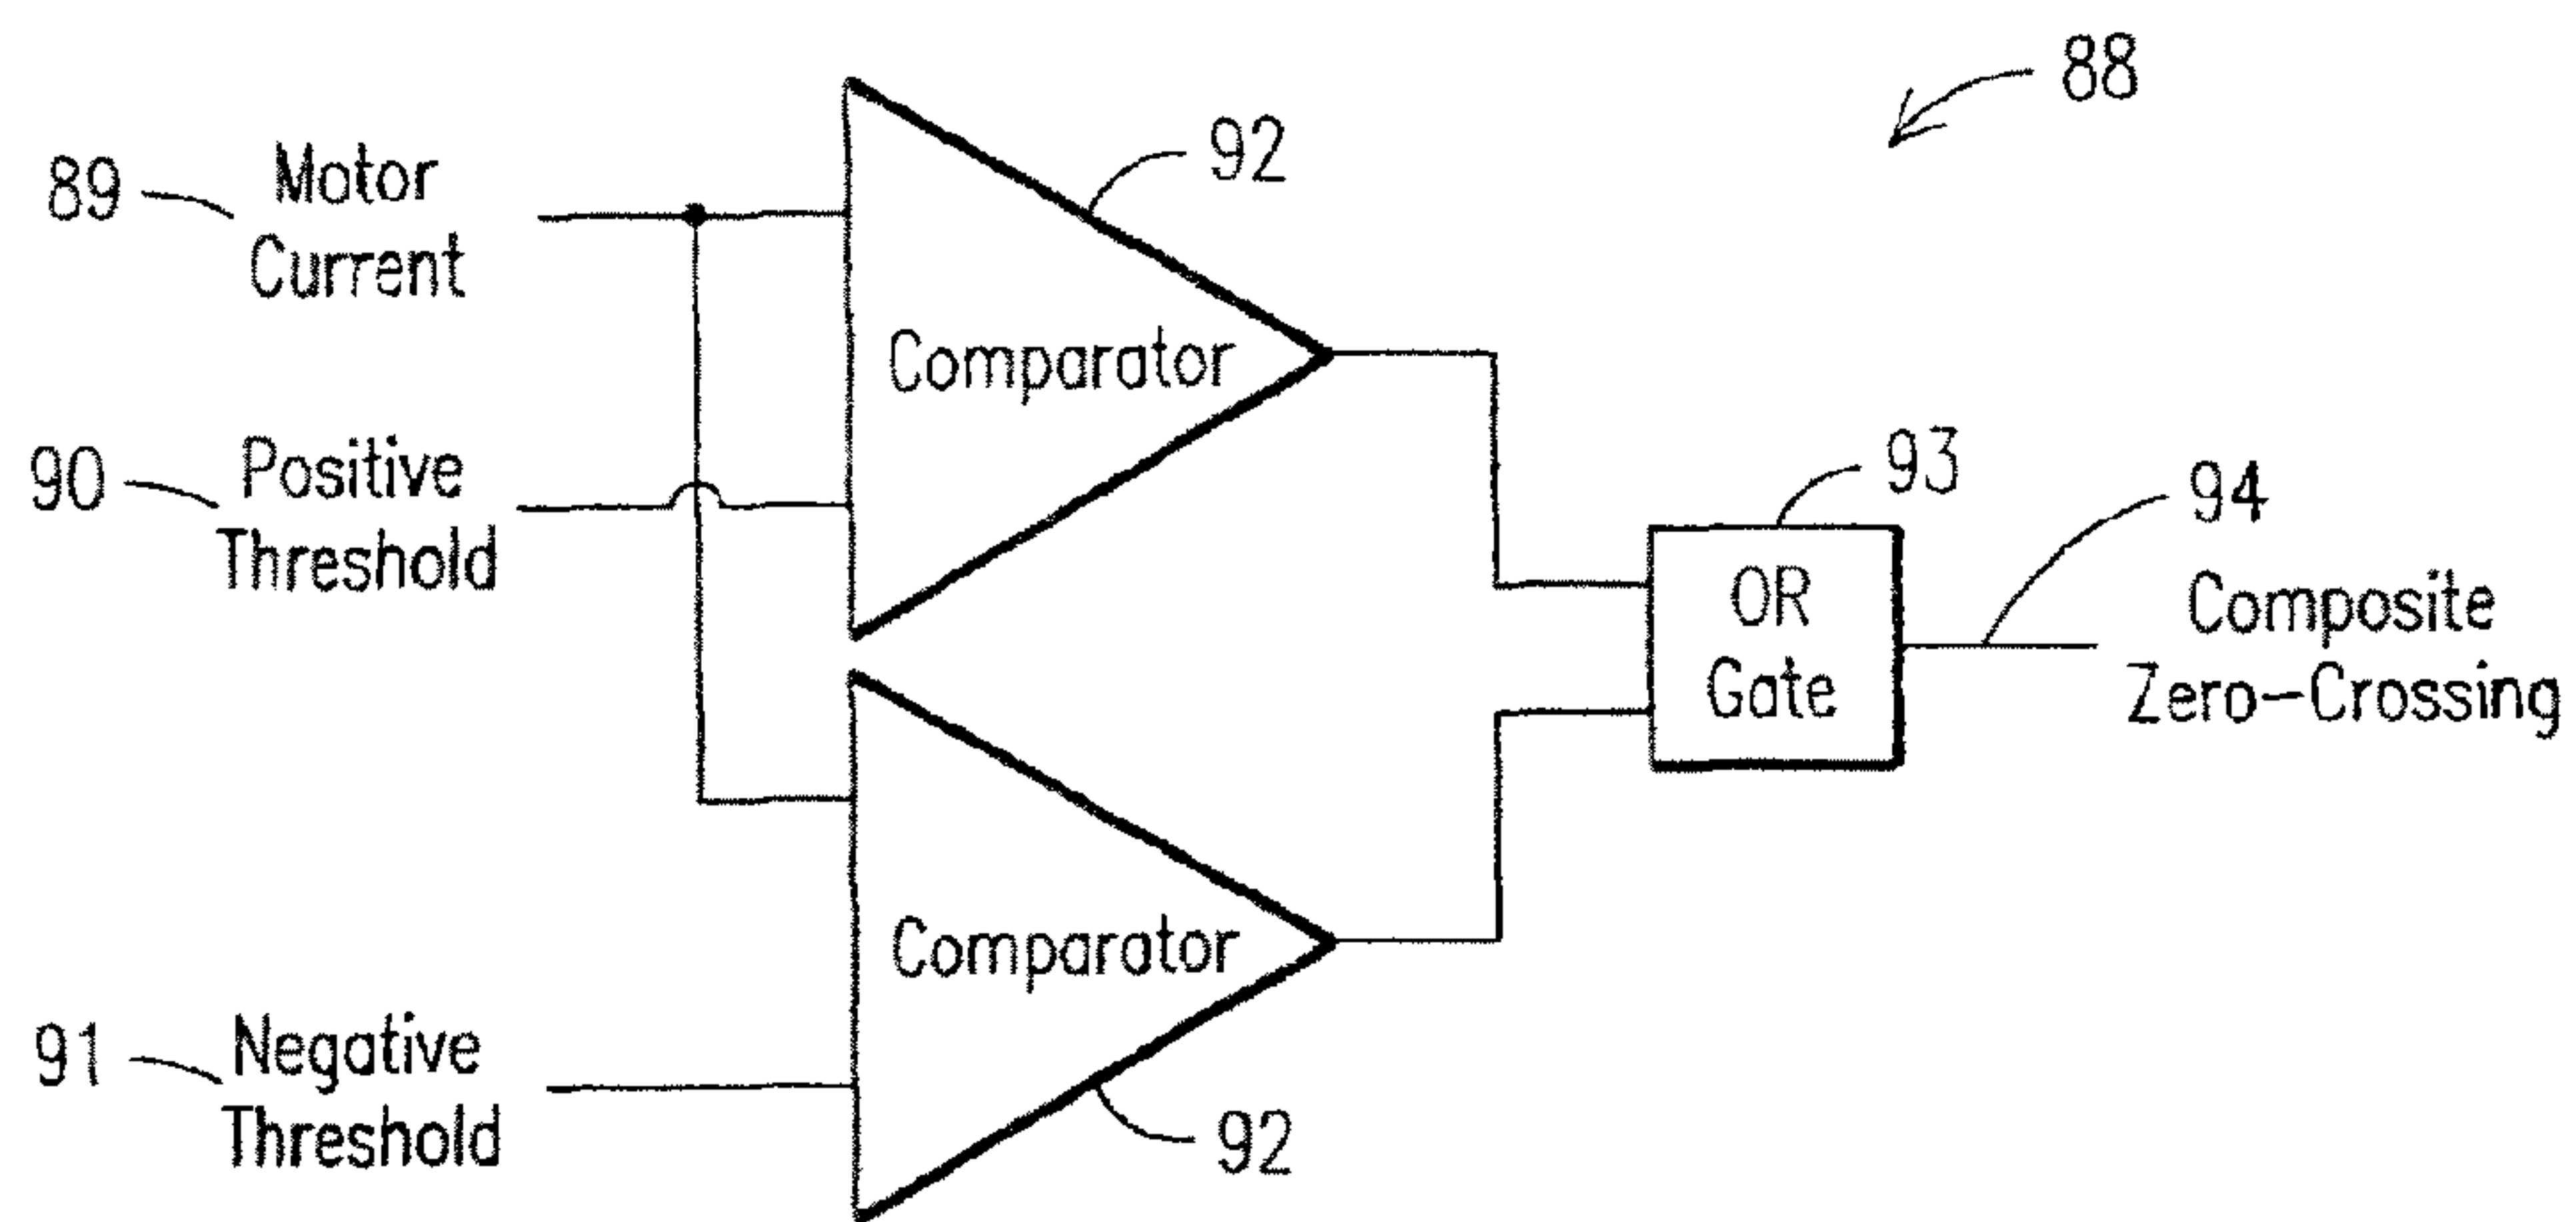 88
89 Motor
Current
92
Comparator
90 Positive
Threshold
93
OR
Gate
94
Composite
Zero-Crossing
Comparator
91 Negative
Threshold
92